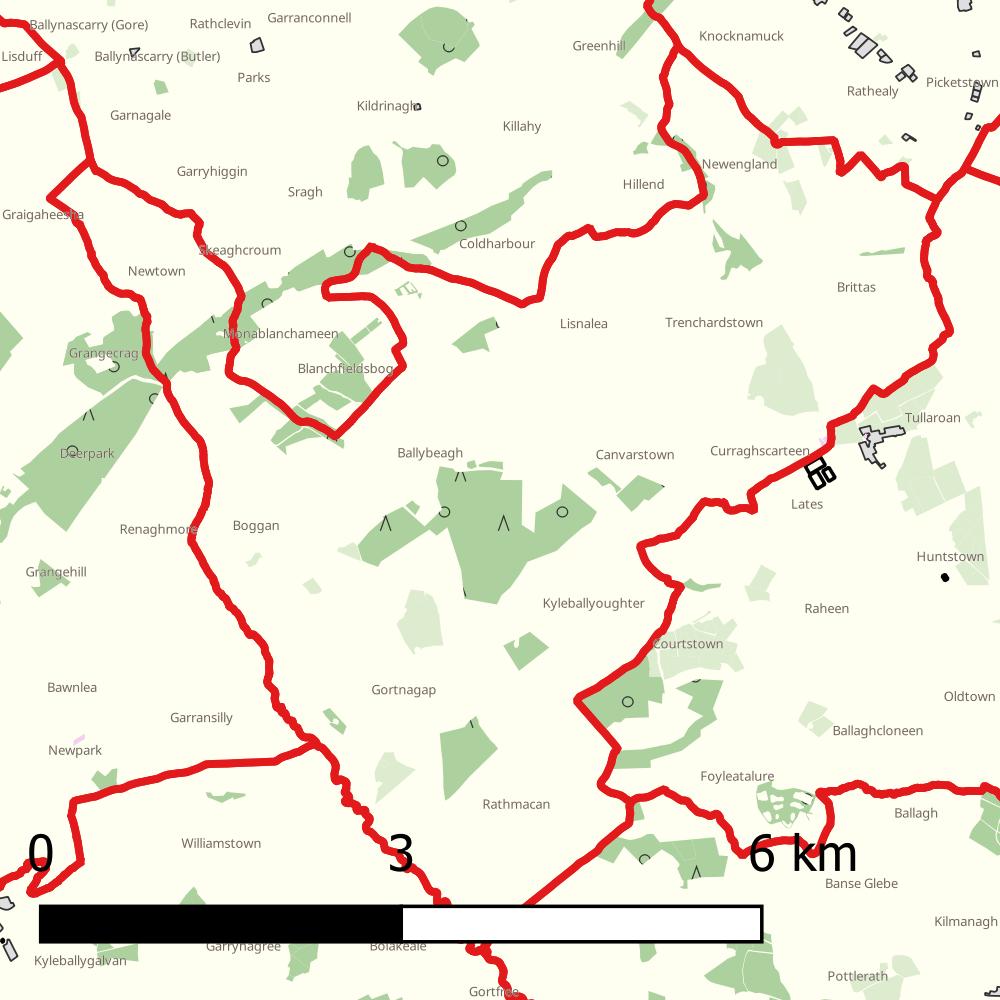 Garranconnell
Rathclevin
Ballynascarry (Gore)
Knocknamuck
Greenhill
Lisduff
Ballynascarry (Butler)
Parks
Picketstown
Rathealy
Kildrinagh
Garnagale
Killahy
Newengland
Garryhiggin
Hillend
Sragh
Graigaheesha
Coldharbour
Skeaghcroum
Newtown
Brittas
Lisnalea
Trenchardstown
Monablanchameen
Grangecrag
Blanchfieldsbog
Tullaroan
Curraghscarteen
Deerpark
Ballybeagh
Canvarstown
Lates
Boggan
Renaghmore
Huntstown
Grangehill
Kyleballyoughter
Raheen
Courtstown
Bawnlea
Gortnagap
Oldtown
Garransilly
Ballaghcloneen
Newpark
Foyleatalure
Rathmacan
Ballagh
Williamstown
0 3 6 km
Banse Glebe
Kilmanagh
Garrynagree
Bolakeale
Kyleballygalvan
Pottlerath
Gortfree